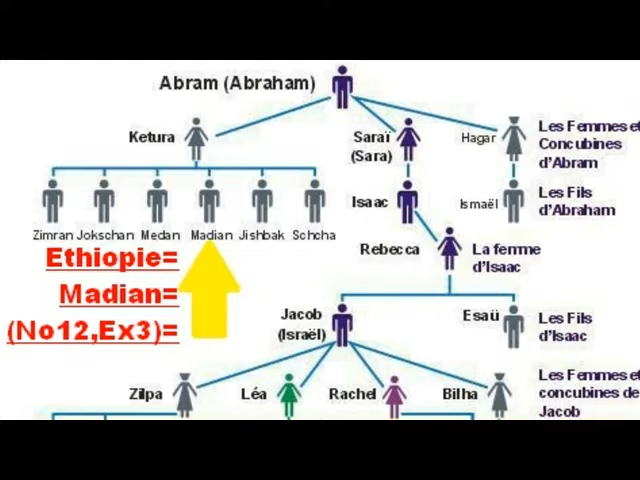 Abram (Abraham)
Ketura
Saraï
(Sara)
Hagar
Les Femmes et
Concubines
d'Abram
Zimran Jokschan Medan Madian Jishbak Schcha
Isaac
Ismaël
Les Fils
d'Abraham
Ethiopie=
Madian=
(No12,Ex3)=
Rebecca
La femme
d'Isaac
Jacob
(Israël)
Esaü
Les Fils
d'Isaac
Zilpa
Léa
Rachel
Bilha
Les Femmes et
concubines de
Jacob